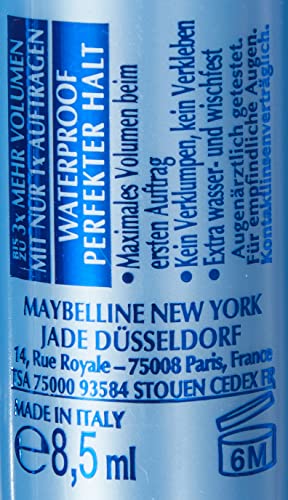 BIS
ZU 3x MEHR VOLUMEN
MIT NUR 1x AUFTRAGEN
WATERPROOF
PERFEKTER HALT
• Maximales Volumen beim
ersten Auftrag
• Kein Verklumpen, kein Verkleben
• Extra wasser- und wischfest
Augenärztlich getestet.
Für empfindliche Augen.
Kontaktlinsenverträglich.
MAYBELLINE NEW YORK
JADE DÜSSELDORF
14, Rue Royale – 75008 Paris, France
TSA 75000 93584 STOUEN CEDEX FR
MADE IN ITALY
e 8,5 ml
6M